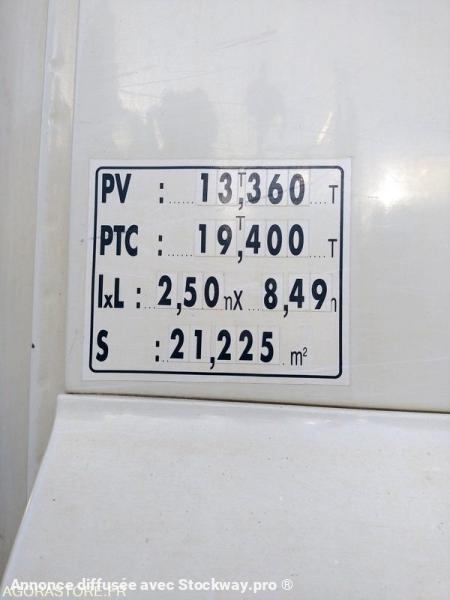 PV : 13,360 T
PTC : 19,400 T
lxL : 2,50 m x 8,49 m
S : 21,225 m²
Annonce diffusée avec Stockway.pro ®
AGORASTORE.FR